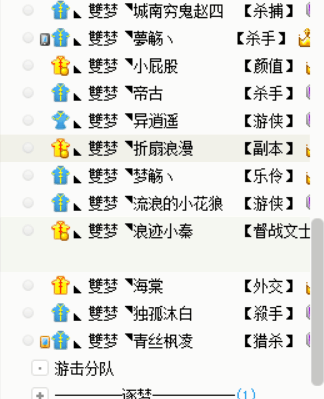 ◣雙梦◥城南穷鬼赵四【杀捕】
◣雙梦◥夢觞ヽ【杀手】
◣雙梦◥小屁股【颜值】
◣雙梦◥帝古【杀手】
◣雙梦◥异逍遥【游侠】
◣雙梦◥折扇浪漫【副本】
◣雙梦◥梦觞ヽ【乐伶】
◣雙梦◥流浪的小花狼【游侠】
◣雙梦◥浪迹小秦【督战文士
◣雙梦◥海棠【外交】
◣雙梦◥独孤沐白【殺手】
◣雙梦◥青丝枫凌【猎杀】
游击分队
————逐梦————(1)